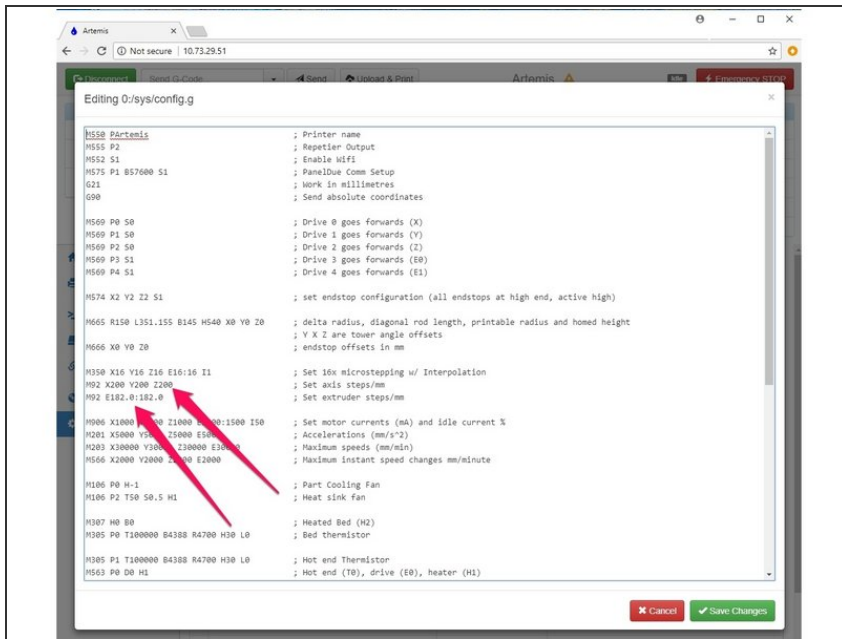 Artemis
Not secure | 10.73.29.51
Disconnect Send G-Code Send Upload & Print Artemis Idle Emergency STOP
Editing 0:/sys/config.g
M550 PArtemis ; Printer name
M555 P2 ; Repetier Output
M552 S1 ; Enable Wifi
M575 P1 B57600 S1 ; PanelDue Comm Setup
G21 ; Work in millimetres
G90 ; Send absolute coordinates
M569 P0 S0 ; Drive 0 goes forwards (X)
M569 P1 S0 ; Drive 1 goes forwards (Y)
M569 P2 S0 ; Drive 2 goes forwards (Z)
M569 P3 S1 ; Drive 3 goes forwards (E0)
M569 P4 S1 ; Drive 4 goes forwards (E1)
M574 X2 Y2 Z2 S1 ; set endstop configuration (all endstops at high end, active high)
M665 R150 L351.155 B145 H540 X0 Y0 Z0 ; delta radius, diagonal rod length, printable radius and homed height
; Y X Z are tower angle offsets
M666 X0 Y0 Z0 ; endstop offsets in mm
M350 X16 Y16 Z16 E16:16 I1 ; Set 16x microstepping w/ Interpolation
M92 X200 Y200 Z200 ; Set axis steps/mm
M92 E182.0:182.0 ; Set extruder steps/mm
M906 X1000 Z1000 :1500 I50 ; Set motor currents (mA) and idle current %
M201 X5000 Z5000 ; Accelerations (mm/s^2)
M203 X30000 Z30000 ; Maximum speeds (mm/min)
M566 X2000 Y2000 E2000 ; Maximum instant speed changes mm/minute
M106 P0 H-1 ; Part Cooling Fan
M106 P2 T50 S0.5 H1 ; Heat sink fan
M307 H0 B0 ; Heated Bed (H2)
M305 P0 T100000 B4388 R4700 H30 L0 ; Bed thermistor
M305 P1 T100000 B4388 R4700 H30 L0 ; Hot end Thermistor
M563 P0 D0 H1 ; Hot end (T0), drive (E0), heater (H1)
Cancel Save Changes